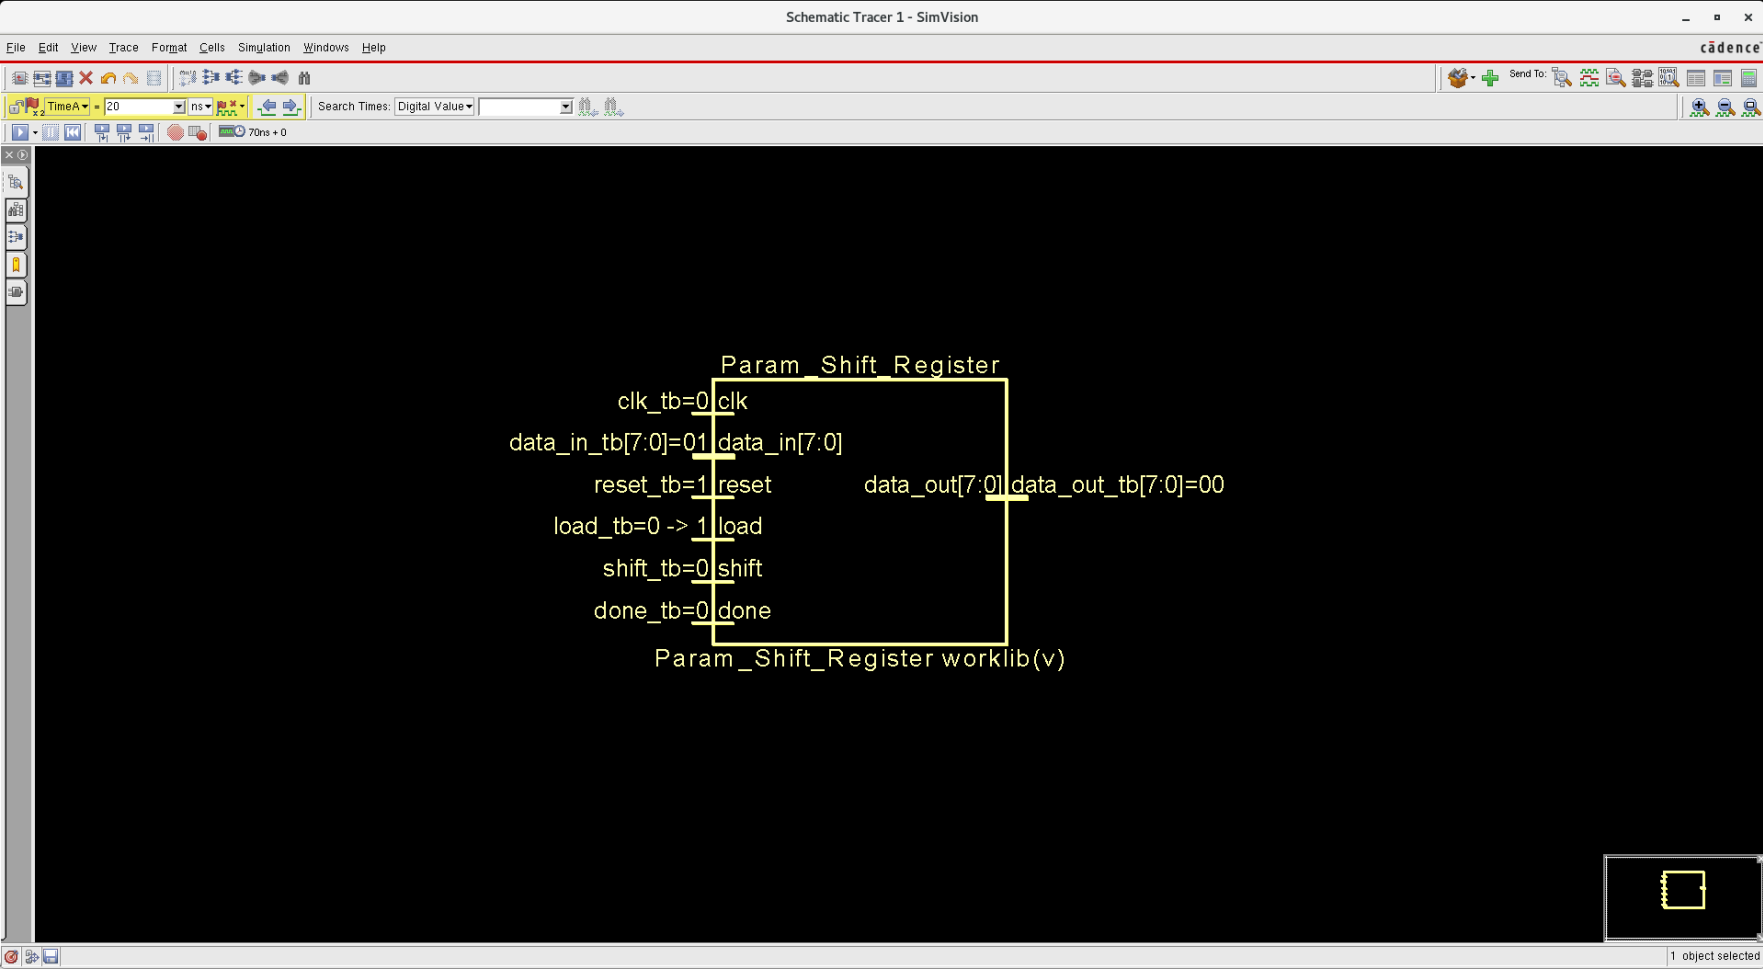 Schematic Tracer 1 - SimVision
File Edit View Trace Format Cells Simulation Windows Help
cādence
Send To:
x2 TimeA = 20 ns Search Times: Digital Value
70ns + 0
Param_Shift_Register
clk_tb=0 clk
data_in_tb[7:0]=01 data_in[7:0]
reset_tb=1 reset
data_out[7:0] data_out_tb[7:0]=00
load_tb=0 -> 1 load
shift_tb=0 shift
done_tb=0 done
Param_Shift_Register worklib(v)
1 object selected